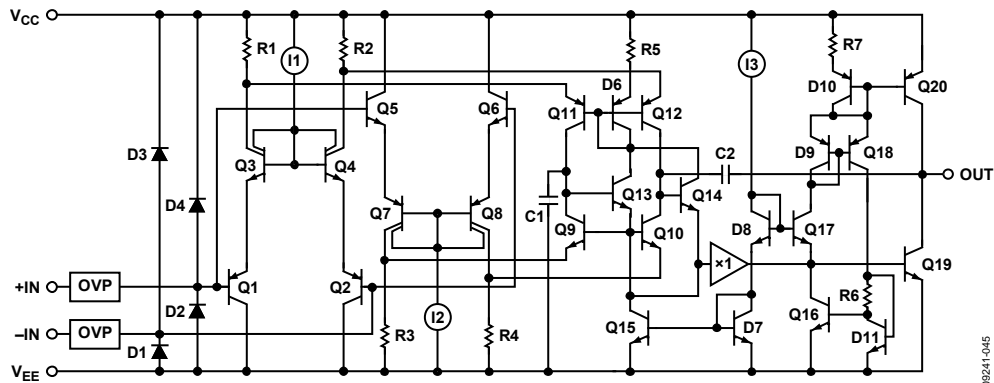 VCC
R1
I1
R2
R5
I3
R7
D6
D10
Q20
Q5
Q6
Q11
Q12
D3
Q3
Q4
D9
Q18
C2
OUT
D4
Q7
Q8
C1
Q13
Q14
Q9
Q10
D8
Q17
×1
Q19
+IN
OVP
Q1
Q2
D2
–IN
OVP
D1
R3
I2
R4
Q15
D7
Q16
R6
D11
VEE
09241-045